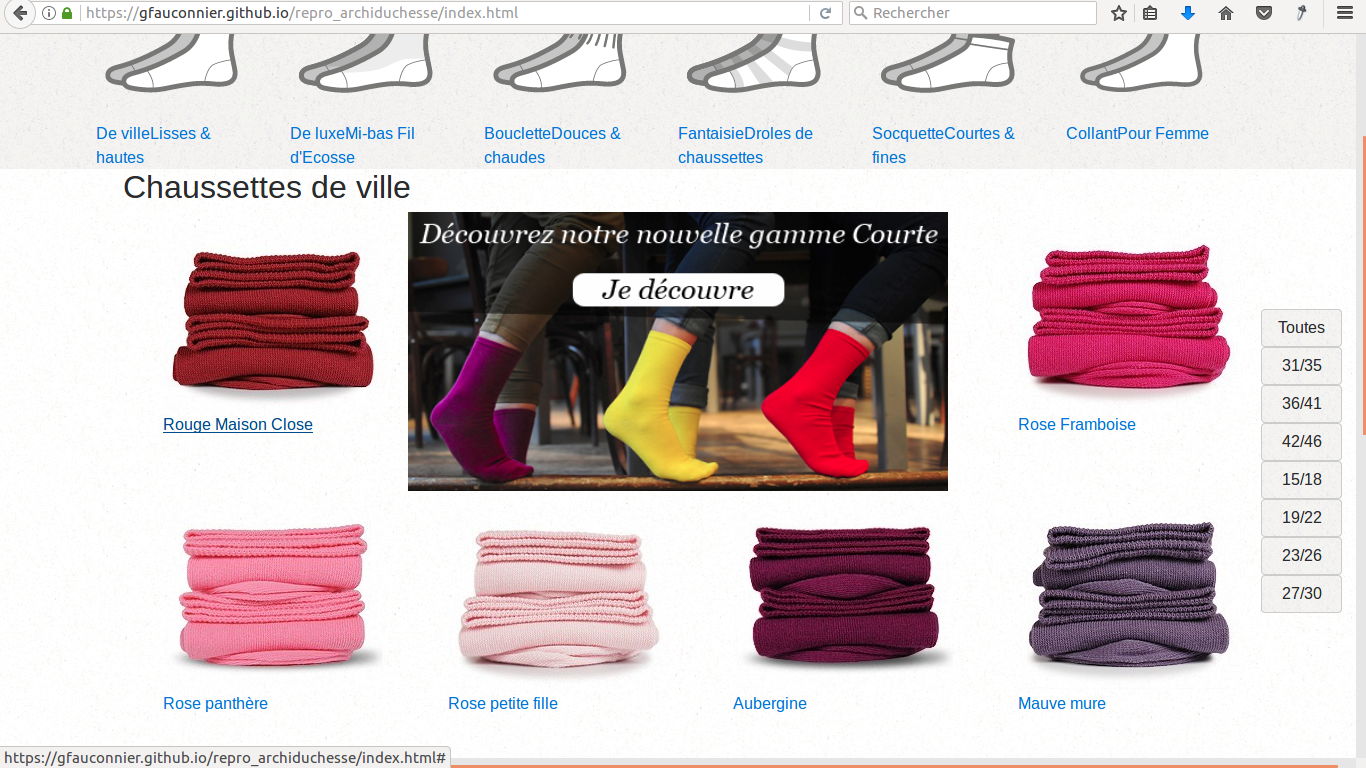 https://gfauconnier.github.io/repro_archiduchesse/index.html
Rechercher
De villeLisses &
hautes
De luxeMi-bas Fil
d'Ecosse
BoucletteDouces &
chaudes
FantaisieDroles de
chaussettes
SocquetteCourtes &
fines
CollantPour Femme
Chaussettes de ville
Découvrez notre nouvelle gamme Courte
Je découvre
Rouge Maison Close
Rose Framboise
Toutes
31/35
36/41
42/46
15/18
19/22
23/26
27/30
Rose panthère
Rose petite fille
Aubergine
Mauve mure
https://gfauconnier.github.io/repro_archiduchesse/index.html#